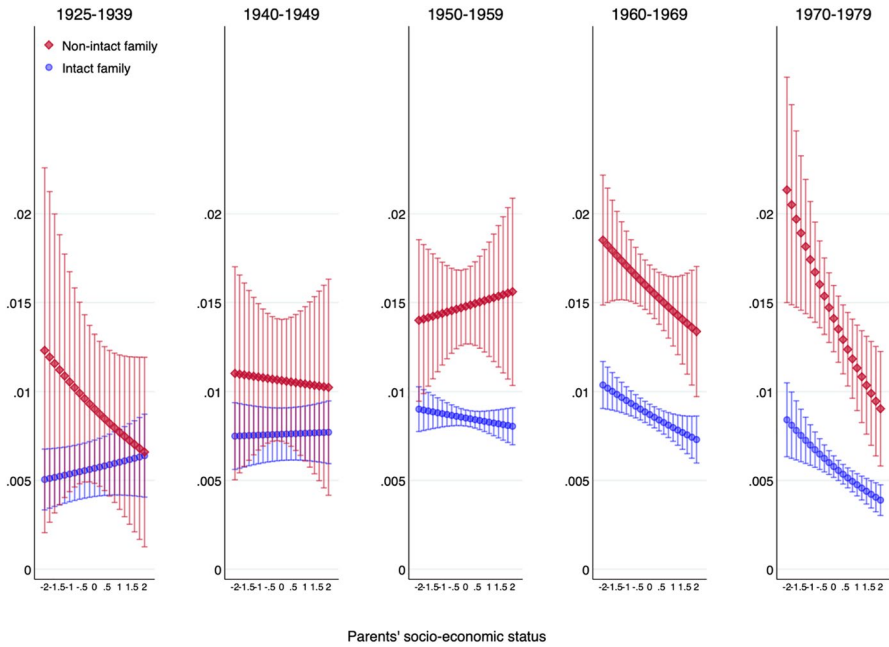 1925-1939 1940-1949 1950-1959 1960-1969 1970-1979
Non-intact family
Intact family
.02 .02 .02 .02 .02
.015 .015 .015 .015 .015
.01 .01 .01 .01 .01
.005 .005 .005 .005 .005
0 0 0 0 0
-2-1.5-1 -.5 0 .5 1 1.5 2 -2-1.5-1 -.5 0 .5 1 1.5 2 -2-1.5-1 -.5 0 .5 1 1.5 2 -2-1.5-1 -.5 0 .5 1 1.5 2 -2-1.5-1 -.5 0 .5 1 1.5 2
Parents' socio-economic status